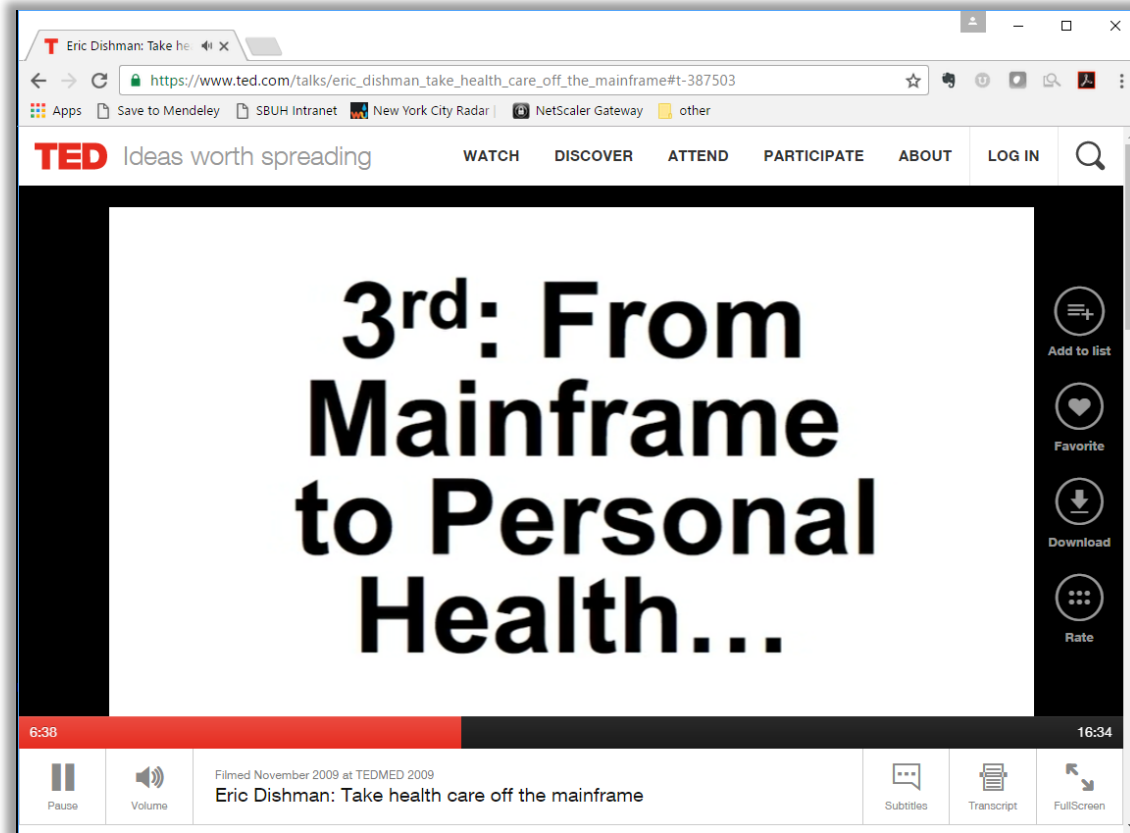 Eric Dishman: Take he
https://www.ted.com/talks/eric_dishman_take_health_care_off_the_mainframe#t-387503
Apps Save to Mendeley SBUH Intranet New York City Radar | NetScaler Gateway other
TED Ideas worth spreading WATCH DISCOVER ATTEND PARTICIPATE ABOUT LOG IN
3rd: From
Mainframe
to Personal
Health...
Add to list
Favorite
Download
Rate
6:38 16:34
Filmed November 2009 at TEDMED 2009
Eric Dishman: Take health care off the mainframe
Pause Volume Subtitles Transcript FullScreen